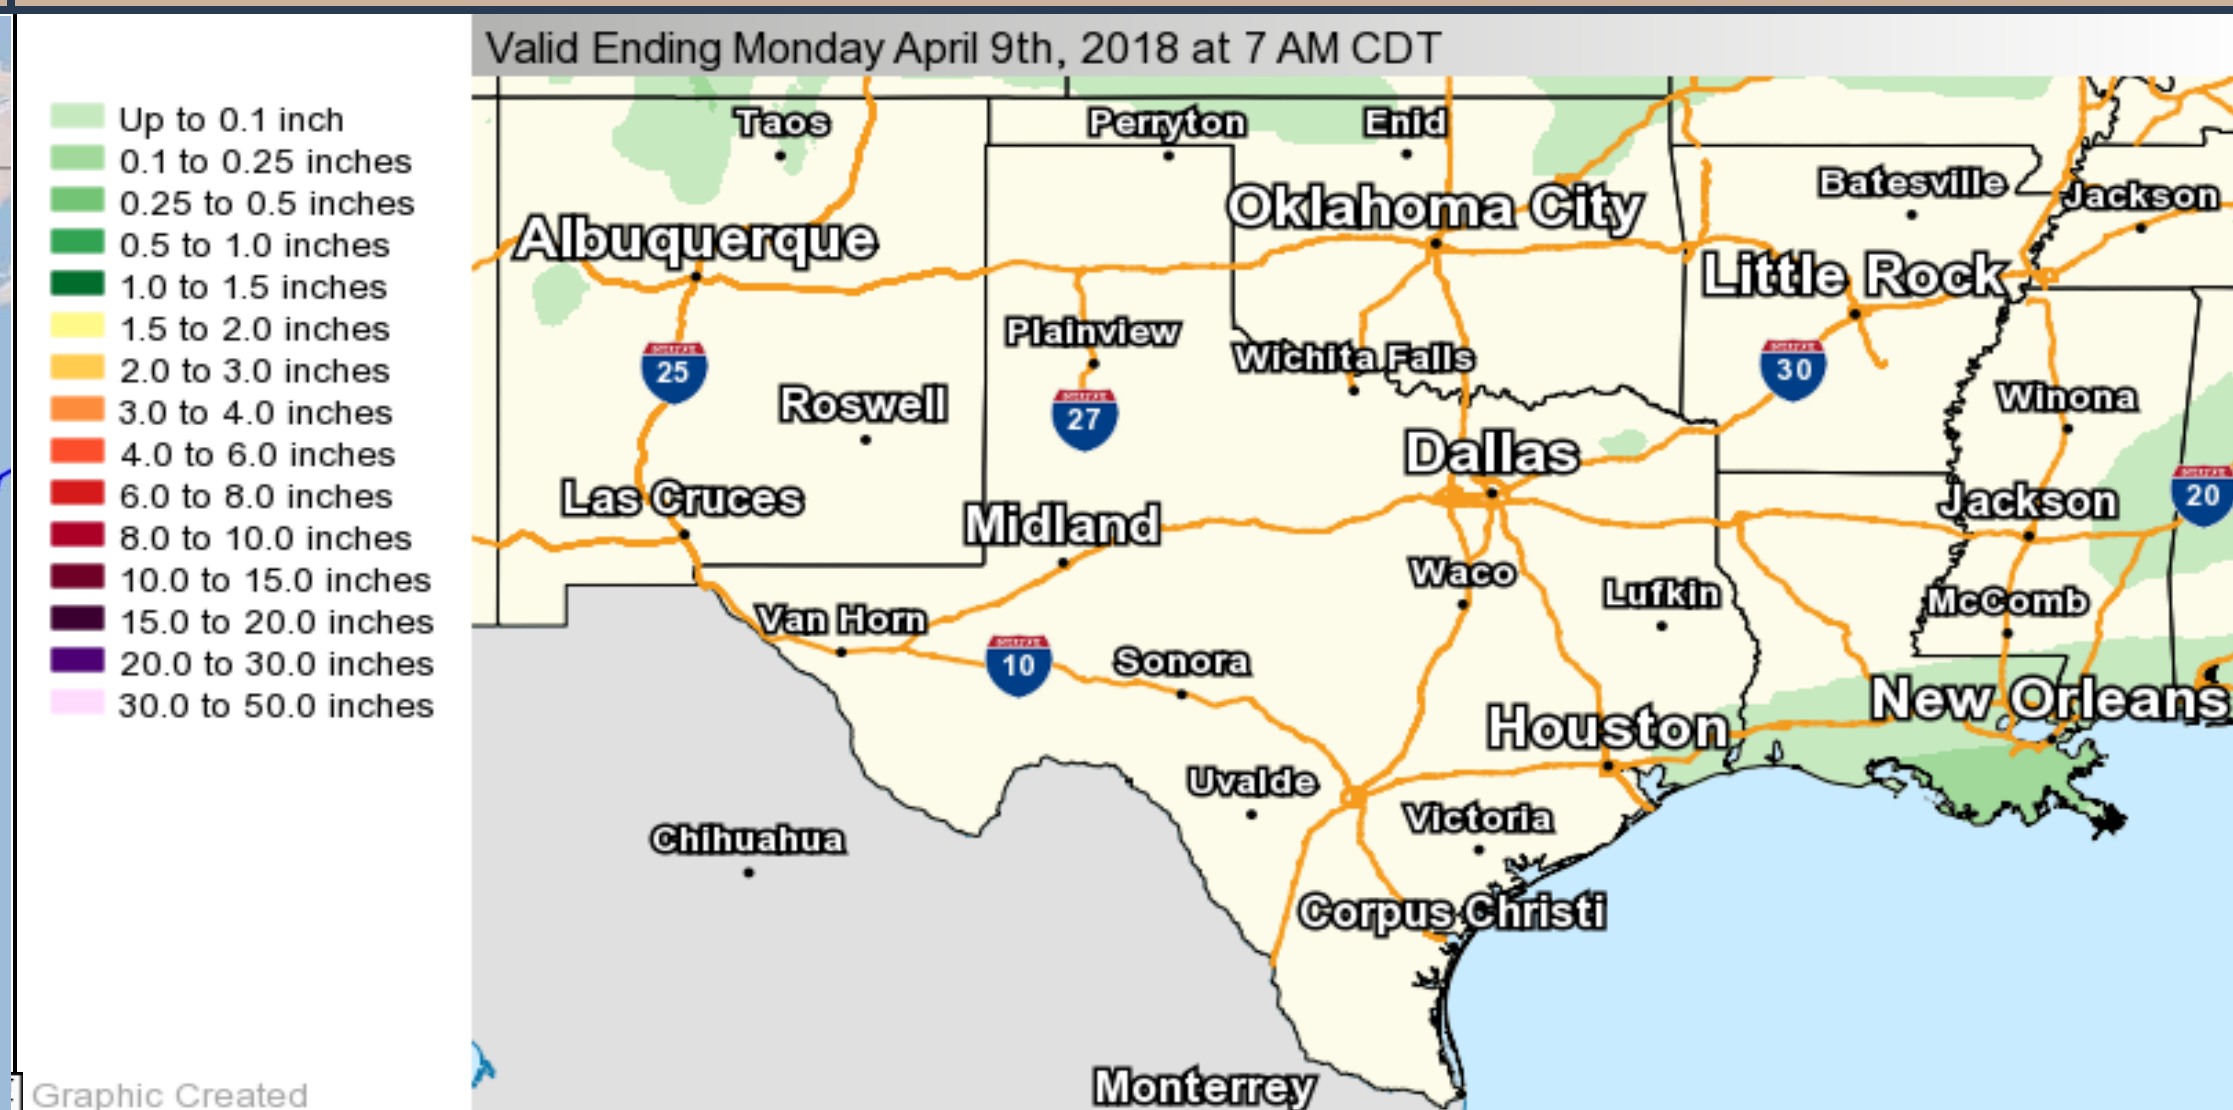 Valid Ending Monday April 9th, 2018 at 7 AM CDT
Up to 0.1 inch
0.1 to 0.25 inches
0.25 to 0.5 inches
0.5 to 1.0 inches
1.0 to 1.5 inches
1.5 to 2.0 inches
2.0 to 3.0 inches
3.0 to 4.0 inches
4.0 to 6.0 inches
6.0 to 8.0 inches
8.0 to 10.0 inches
10.0 to 15.0 inches
15.0 to 20.0 inches
20.0 to 30.0 inches
30.0 to 50.0 inches
Graphic Created
Taos
Perryton
Enid
Batesville
Jackson
Oklahoma City
Albuquerque
Little Rock
Plainview
Wichita Falls
25
30
Roswell
27
Winona
Dallas
Las Cruces
Midland
Jackson
20
Waco
Lufkin
McComb
Van Horn
10
Sonora
New Orleans
Houston
Uvalde
Victoria
Chihuahua
Corpus Christi
Monterrey